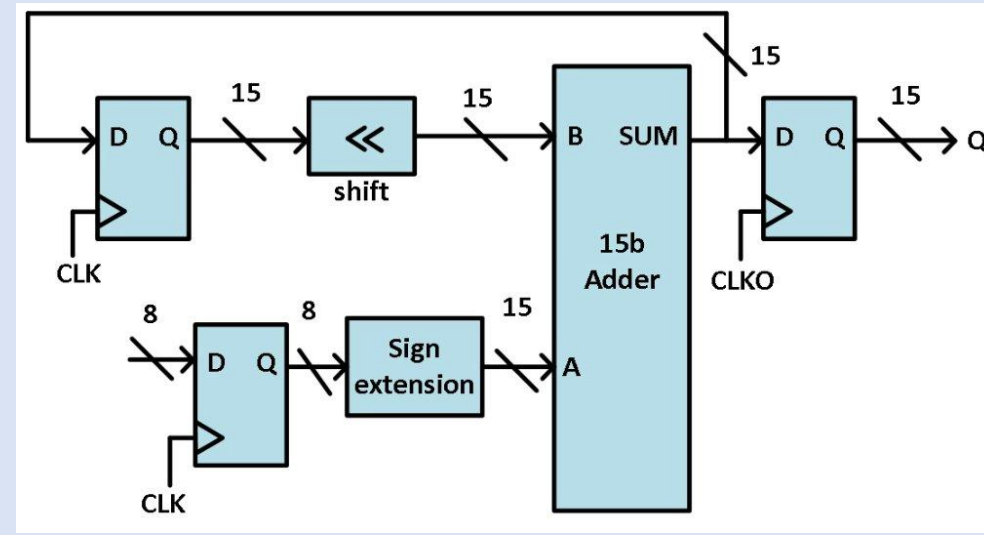 15
15
15
15
D Q
<<
B SUM
D Q
Q
shift
CLK
15b
Adder
CLKO
8
8
15
D Q
Sign
extension
A
CLK